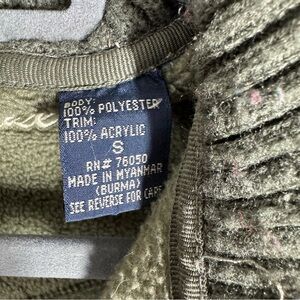 BODY:
100% POLYESTER
TRIM:
100% ACRYLIC
S
RN# 76050
MADE IN MYANMAR
(BURMA)
SEE REVERSE FOR CARE